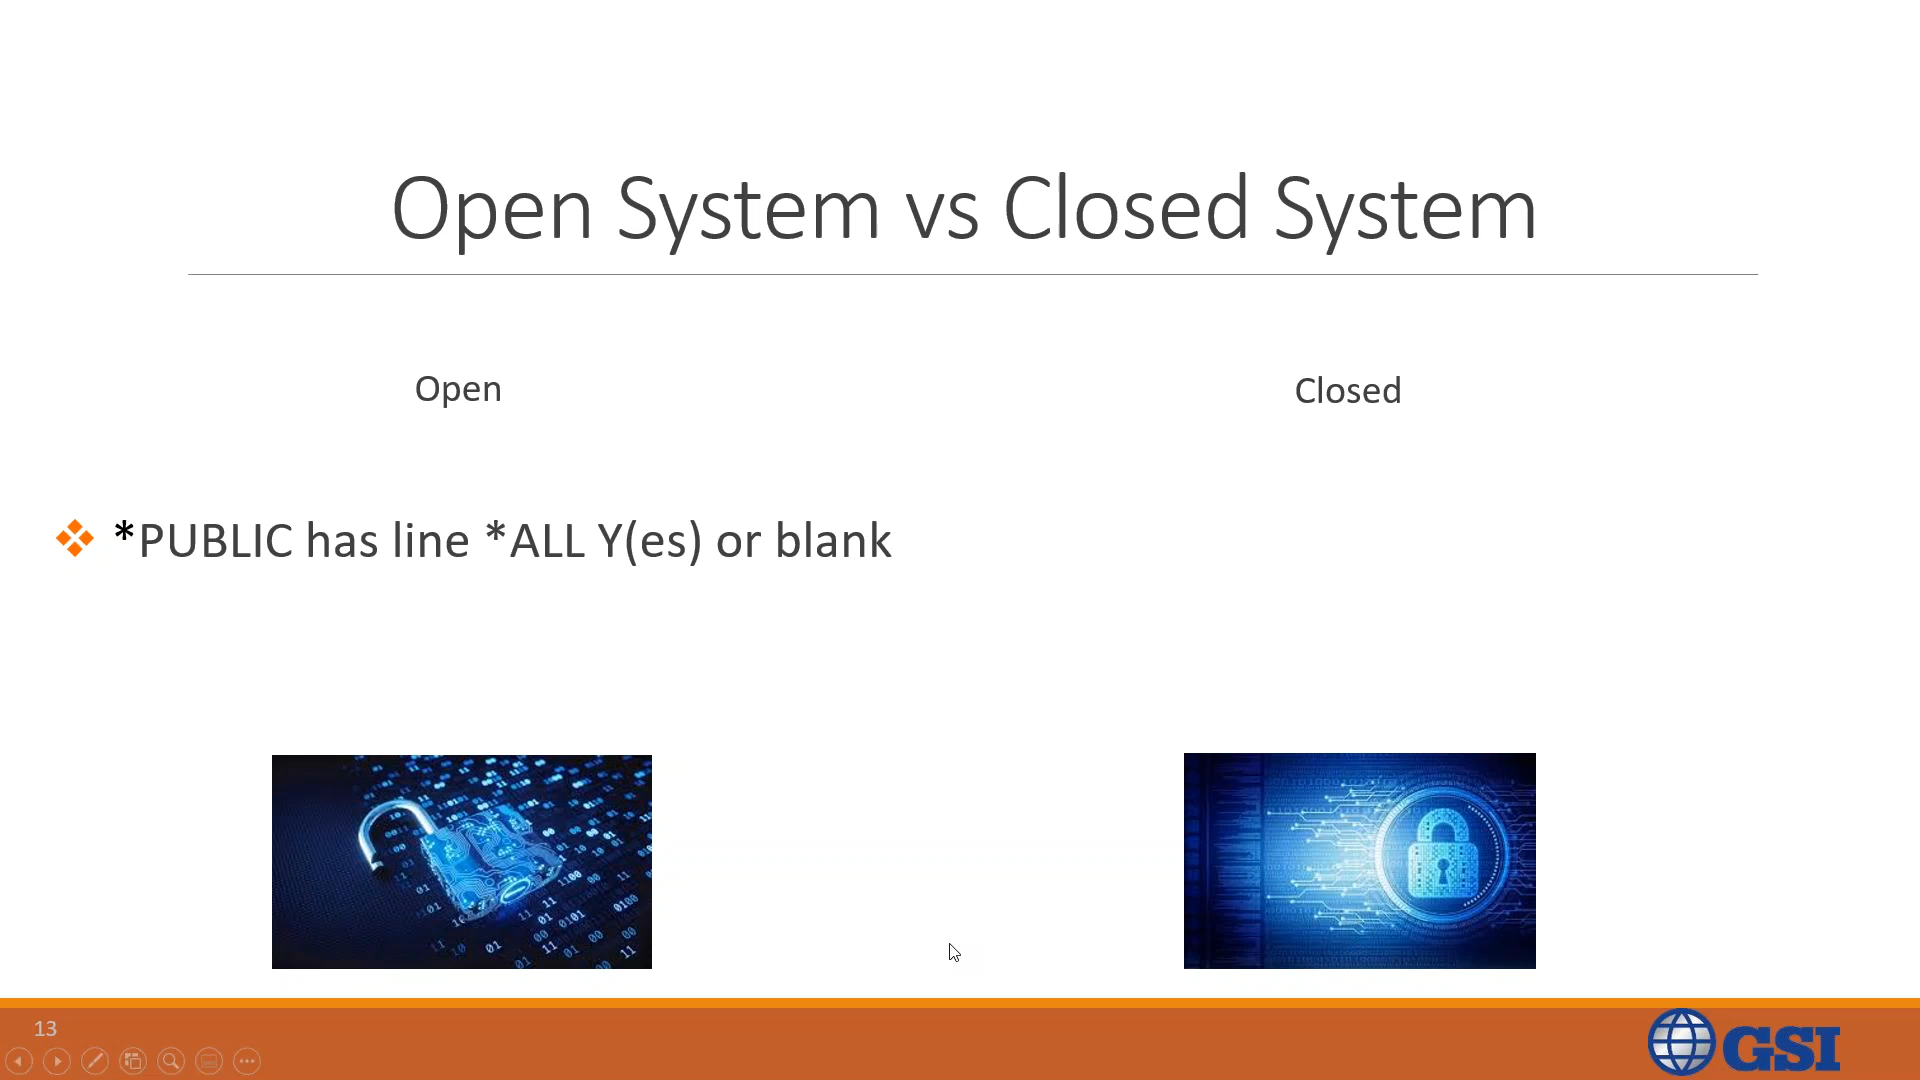 Open System vs Closed System
Open
Closed
*PUBLIC has line *ALL Y(es) or blank
13
GSI